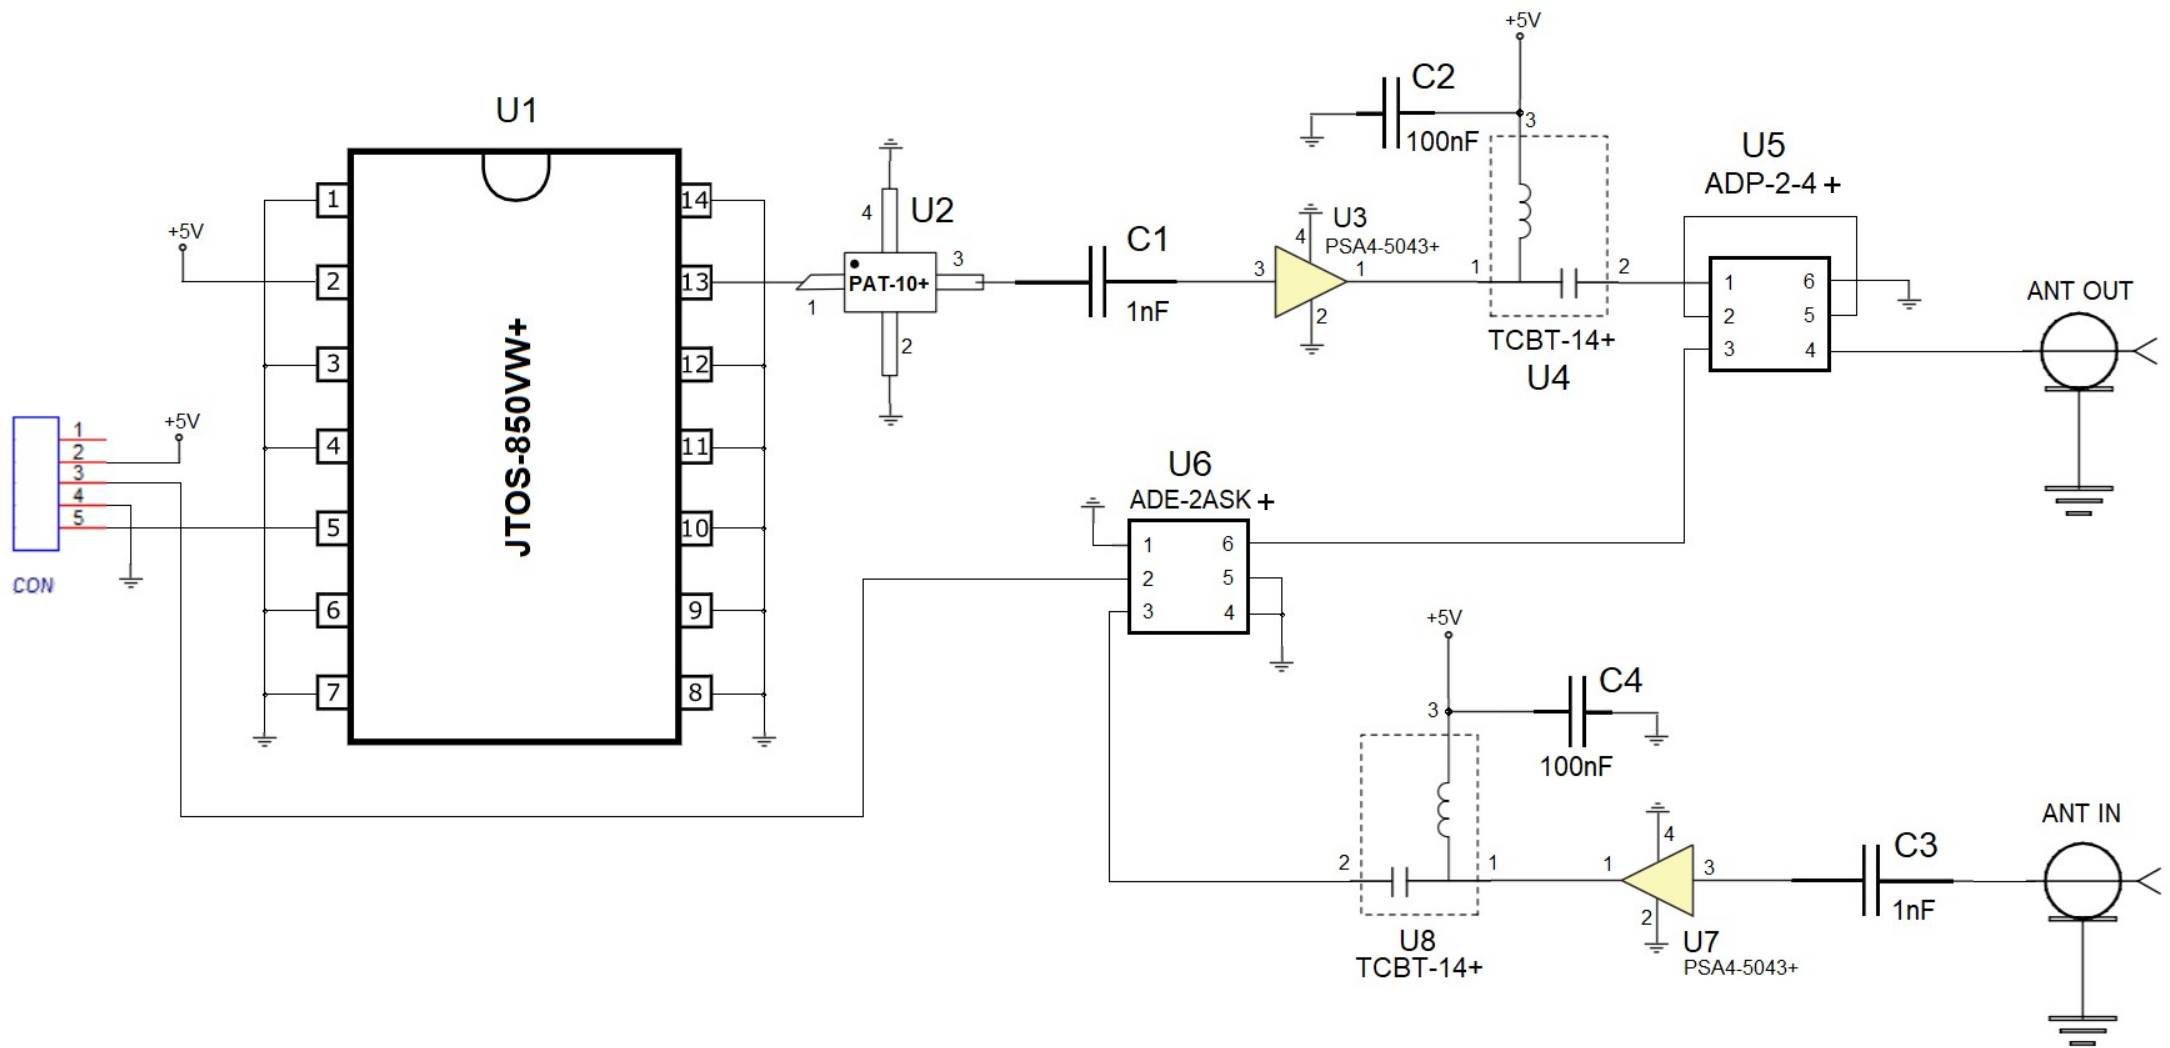 U1
1
2
3
4
5
6
7
14
13
12
11
10
9
8
JTOS-850VW+
+5V
+5V
1
2
3
4
5
CON
4
U2
3
PAT-10+
1
2
C1
1nF
+5V
C2
3
100nF
U3
4
PSA4-5043+
3
1
2
1
2
TCBT-14+
U4
U5
ADP-2-4+
1
2
3
6
5
4
ANT OUT
U6
ADE-2ASK+
1
2
3
6
5
4
+5V
3
C4
100nF
2
1
U8
TCBT-14+
1
4
3
2
U7
PSA4-5043+
C3
1nF
ANT IN